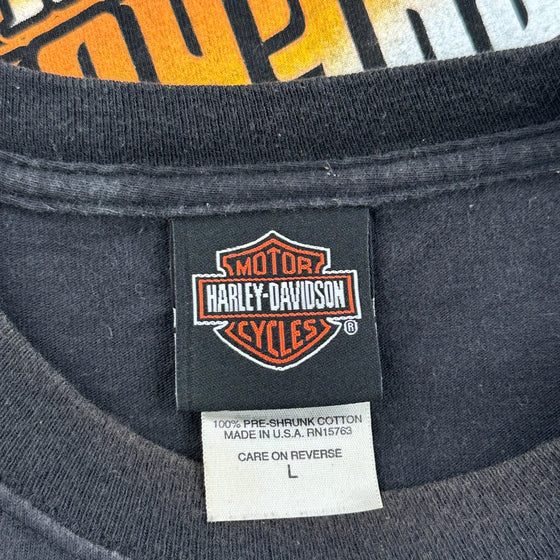 MOTOR
HARLEY-DAVIDSON
CYCLES ®
100% PRE-SHRUNK COTTON
MADE IN U.S.A. RN15763
CARE ON REVERSE
L